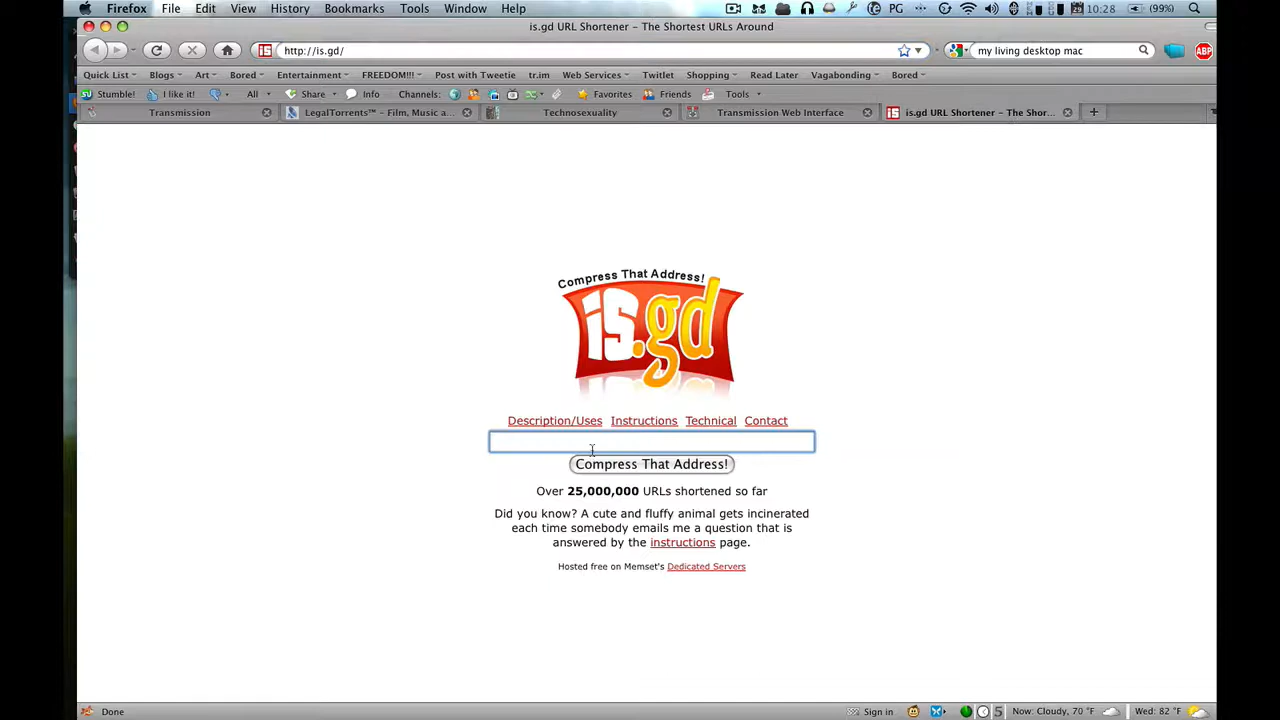 Firefox File Edit View History Bookmarks Tools Window Help PG 10:28 (99%)
is.gd URL Shortener – The Shortest URLs Around
http://is.gd/ my living desktop mac ABP
Quick List Blogs Art Bored Entertainment FREEDOM!!! Post with Tweetie tr.im Web Services Twitlet Shopping Read Later Vagabonding Bored
Stumble! I like it! All Share Info Channels: Favorites Friends Tools
Transmission LegalTorrents™ – Film, Music a... Technosexuality Transmission Web Interface is.gd URL Shortener – The Shor...
Compress That Address!
is.gd
Description/Uses Instructions Technical Contact
Compress That Address!
Over 25,000,000 URLs shortened so far
Did you know? A cute and fluffy animal gets incinerated
each time somebody emails me a question that is
answered by the instructions page.
Hosted free on Memset's Dedicated Servers
Done Sign in 5 Now: Cloudy, 70 °F Wed: 82 °F